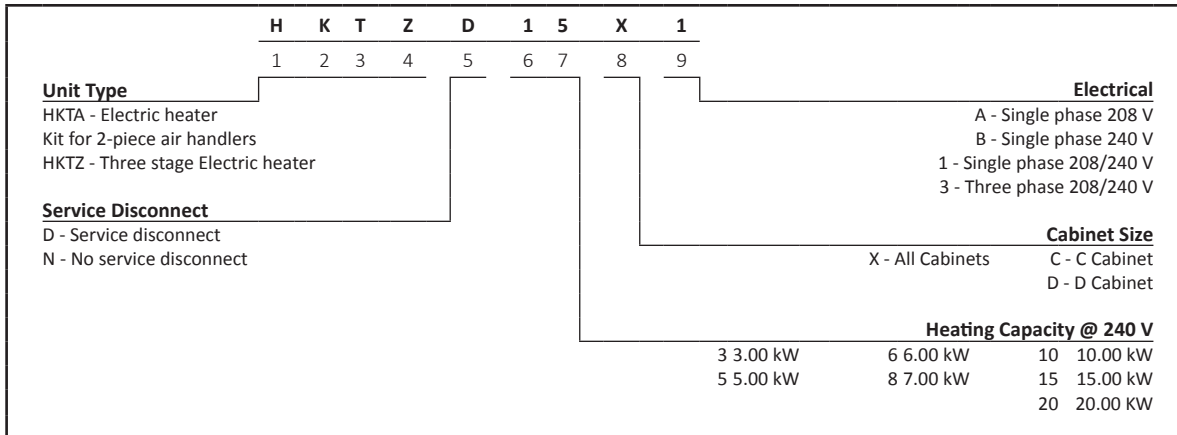 H K T Z D 1 5 X 1
1 2 3 4 5 6 7 8 9
Unit Type
HKTA - Electric heater
Kit for 2-piece air handlers
HKTZ - Three stage Electric heater
Service Disconnect
D - Service disconnect
N - No service disconnect
Electrical
A - Single phase 208 V
B - Single phase 240 V
1 - Single phase 208/240 V
3 - Three phase 208/240 V
Cabinet Size
X - All Cabinets C - C Cabinet
D - D Cabinet
Heating Capacity @ 240 V
3 3.00 kW 6 6.00 kW 10 10.00 kW
5 5.00 kW 8 7.00 kW 15 15.00 kW
20 20.00 KW